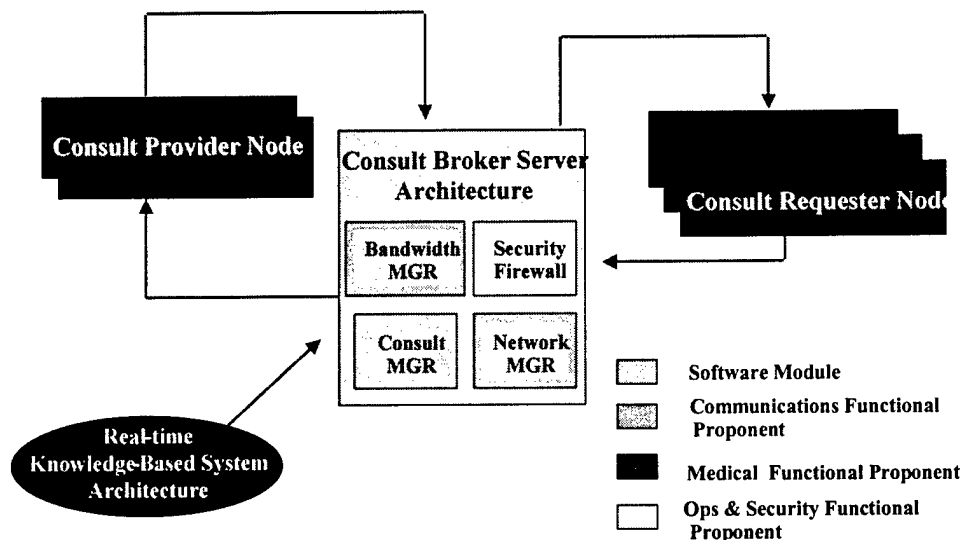 Consult Provider Node
Consult Broker Server
Architecture
Bandwidth
MGR
Security
Firewall
Consult
MGR
Network
MGR
Consult Requester Node
Real-time
Knowledge-Based System
Architecture
Software Module
Communications Functional
Proponent
Medical Functional Proponent
Ops & Security Functional
Proponent